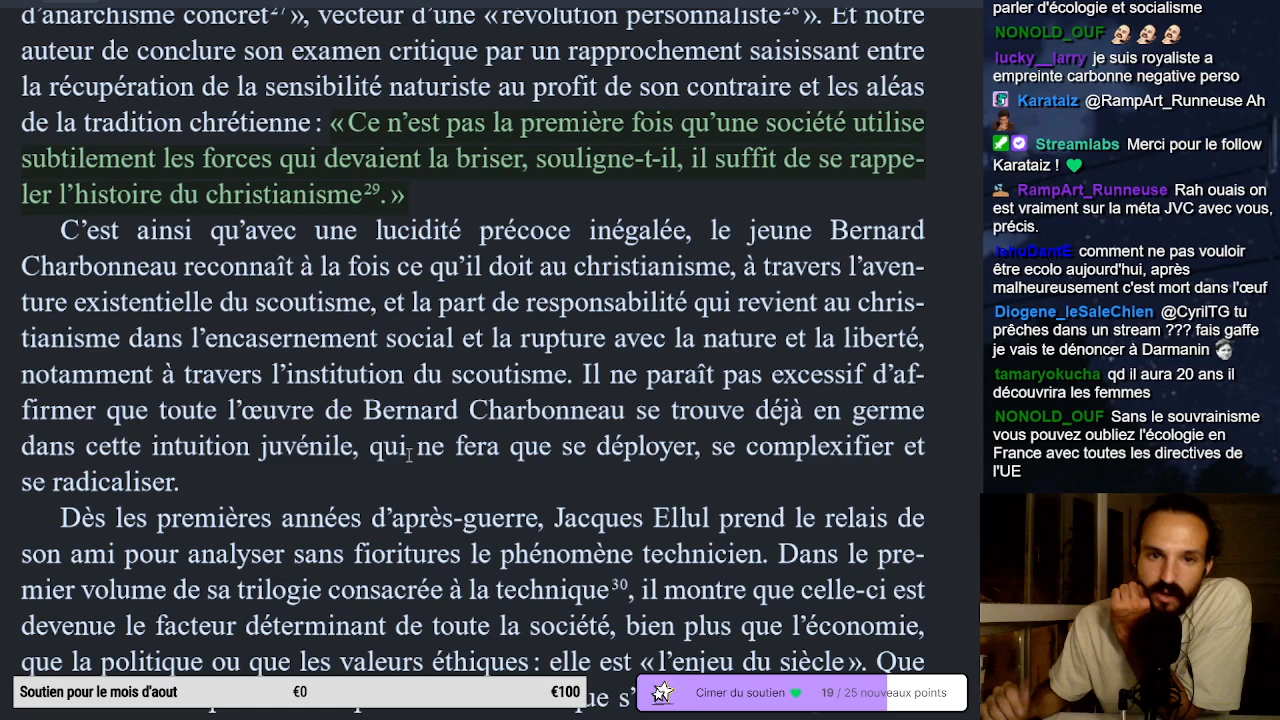 d'anarchisme concret²⁷ », vecteur d'une « révolution personnaliste²⁸ ». Et notre
auteur de conclure son examen critique par un rapprochement saisissant entre
la récupération de la sensibilité naturiste au profit de son contraire et les aléas
de la tradition chrétienne : « Ce n'est pas la première fois qu'une société utilise
subtilement les forces qui devaient la briser, souligne-t-il, il suffit de se rappe-
ler l'histoire du christianisme²⁹. »
C'est ainsi qu'avec une lucidité précoce inégalée, le jeune Bernard
Charbonneau reconnaît à la fois ce qu'il doit au christianisme, à travers l'aven-
ture existentielle du scoutisme, et la part de responsabilité qui revient au chris-
tianisme dans l'encasernement social et la rupture avec la nature et la liberté,
notamment à travers l'institution du scoutisme. Il ne paraît pas excessif d'af-
firmer que toute l'œuvre de Bernard Charbonneau se trouve déjà en germe
dans cette intuition juvénile, qui ne fera que se déployer, se complexifier et
se radicaliser.
Dès les premières années d'après-guerre, Jacques Ellul prend le relais de
son ami pour analyser sans fioritures le phénomène technicien. Dans le pre-
mier volume de sa trilogie consacrée à la technique³⁰, il montre que celle-ci est
devenue le facteur déterminant de toute la société, bien plus que l'économie,
que la politique ou que les valeurs éthiques : elle est « l'enjeu du siècle ». Que
Soutien pour le mois d'aout €0 €100
Cimer du soutien 19 / 25 nouveaux points
parler d'écologie et socialisme
NONOLD_OUF
lucky__larry je suis royaliste a
empreinte carbonne negative perso
Karataiz @RampArt_Runneuse Ah
Streamlabs Merci pour le follow
Karataiz !
RampArt_Runneuse Rah ouais on
est vraiment sur la méta JVC avec vous,
précis.
comment ne pas vouloir
être ecolo aujourd'hui, après
malheureusement c'est mort dans l'œuf
Diogene_leSaleChien @CyrilTG tu
prêches dans un stream ??? fais gaffe
je vais te dénoncer à Darmanin
tamaryokucha qd il aura 20 ans il
découvrira les femmes
NONOLD_OUF Sans le souvrainisme
vous pouvez oubliez l'écologie en
France avec toutes les directives de
l'UE